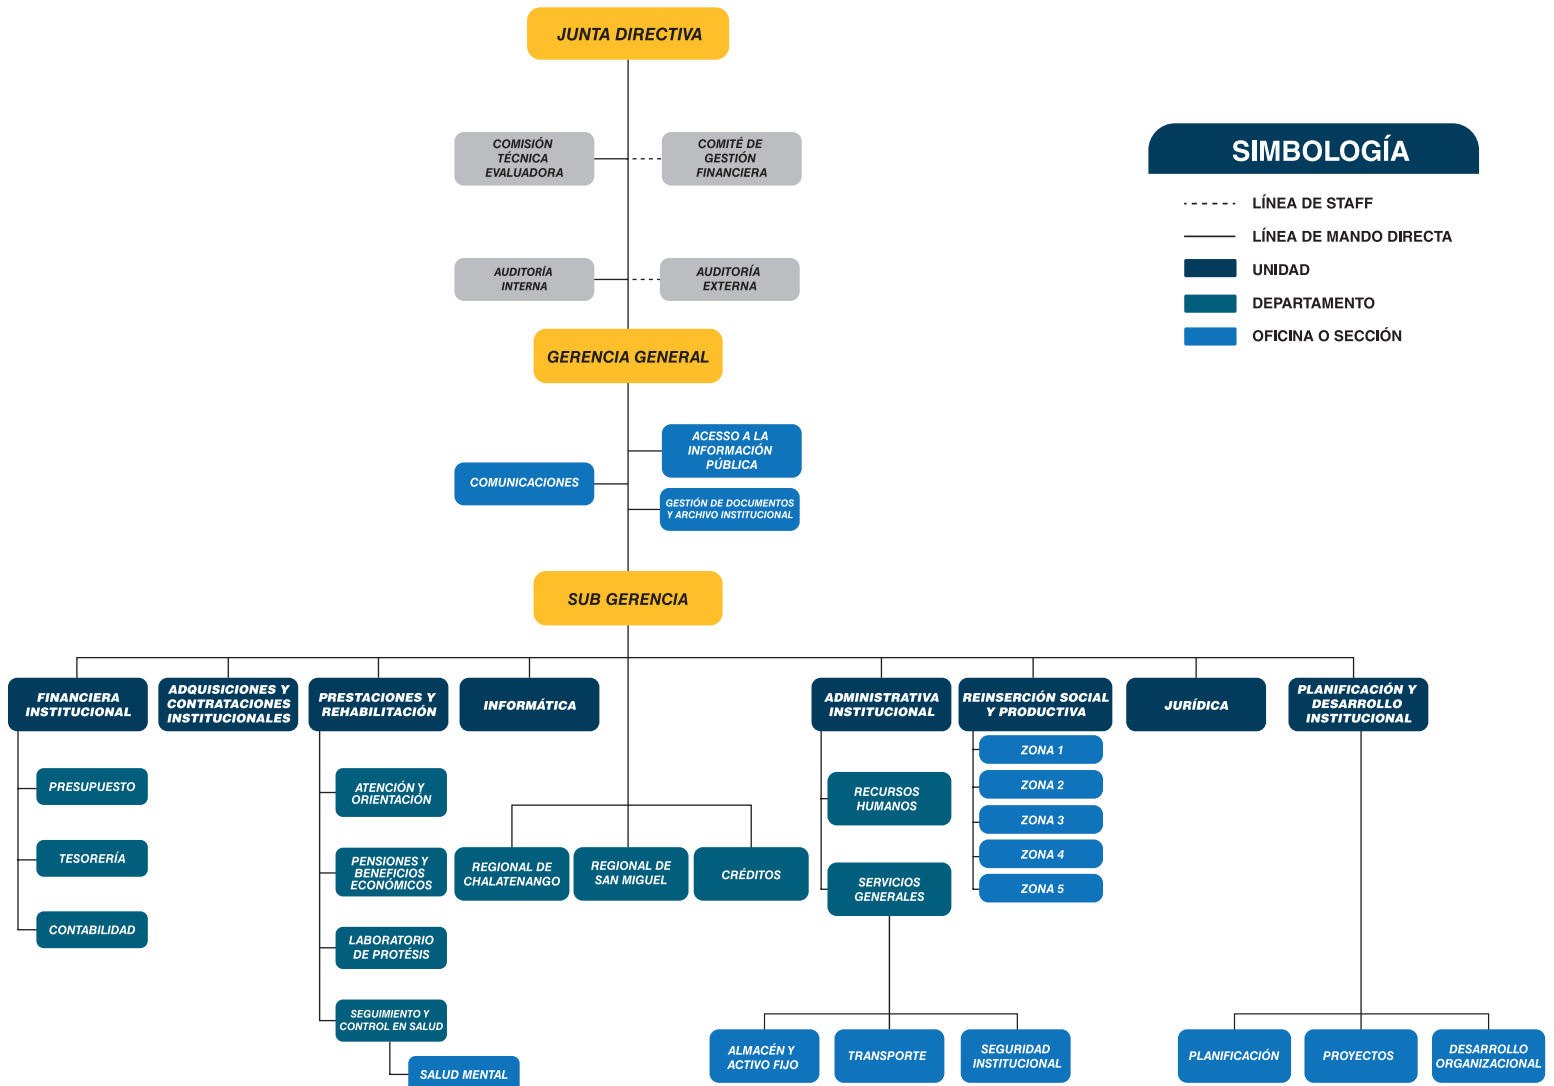 JUNTA DIRECTIVA
COMISIÓN
TÉCNICA
EVALUADORA
COMITÉ DE
GESTIÓN
FINANCIERA
SIMBOLOGÍA
LÍNEA DE STAFF
LÍNEA DE MANDO DIRECTA
UNIDAD
DEPARTAMENTO
OFICINA O SECCIÓN
AUDITORÍA
INTERNA
AUDITORÍA
EXTERNA
GERENCIA GENERAL
ACESSO A LA
INFORMACIÓN
PÚBLICA
COMUNICACIONES
GESTIÓN DE DOCUMENTOS
Y ARCHIVO INSTITUCIONAL
SUB GERENCIA
FINANCIERA
INSTITUCIONAL
ADQUISICIONES Y
CONTRATACIONES
INSTITUCIONALES
PRESTACIONES Y
REHABILITACIÓN
INFORMÁTICA
ADMINISTRATIVA
INSTITUCIONAL
REINSERCIÓN SOCIAL
Y PRODUCTIVA
JURÍDICA
PLANIFICACIÓN Y
DESARROLLO
INSTITUCIONAL
PRESUPUESTO
TESORERÍA
CONTABILIDAD
ATENCIÓN Y
ORIENTACIÓN
PENSIONES Y
BENEFICIOS
ECONÓMICOS
LABORATORIO
DE PROTÉSIS
SEGUIMIENTO Y
CONTROL EN SALUD
SALUD MENTAL
REGIONAL DE
CHALATENANGO
REGIONAL DE
SAN MIGUEL
CRÉDITOS
RECURSOS
HUMANOS
SERVICIOS
GENERALES
ZONA 1
ZONA 2
ZONA 3
ZONA 4
ZONA 5
ALMACÉN Y
ACTIVO FIJO
TRANSPORTE
SEGURIDAD
INSTITUCIONAL
PLANIFICACIÓN
PROYECTOS
DESARROLLO
ORGANIZACIONAL